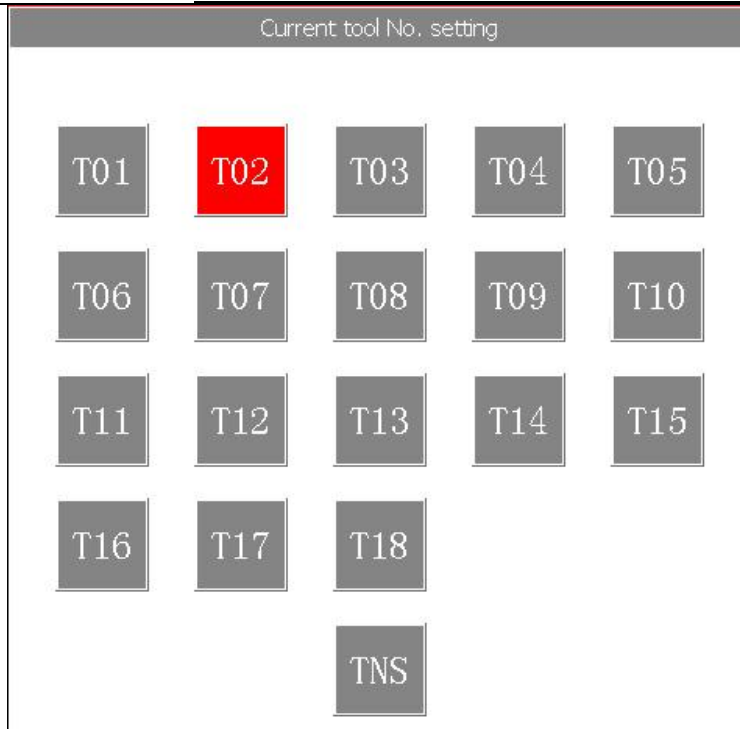 Current tool No. setting
T01 T02 T03 T04 T05
T06 T07 T08 T09 T10
T11 T12 T13 T14 T15
T16 T17 T18
TNS